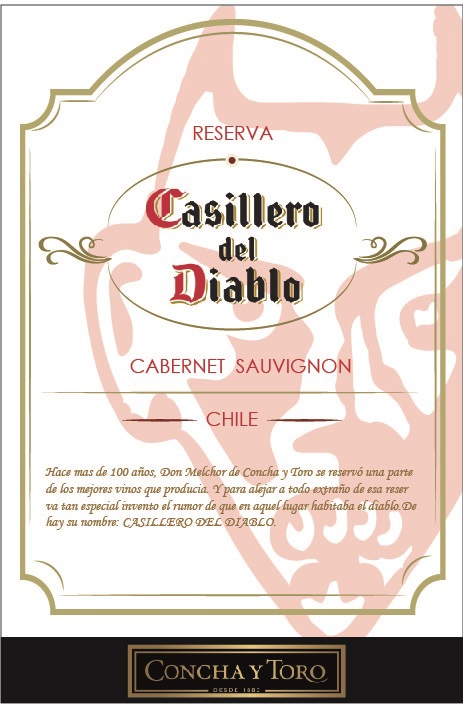 RESERVA
Casillero
del
Diablo
CABERNET SAUVIGNON
CHILE
Hace mas de 100 años, Don Melchor de Concha y Toro se reservó una parte
de los mejores vinos que producia. Y para alejar a todo extraño de esa reser
va tan especial invento el rumor de que en aquel lugar habitaba el diablo.De
hay su nombre: CASILLERO DEL DIABLO.
CONCHA Y TORO
DESDE 1883